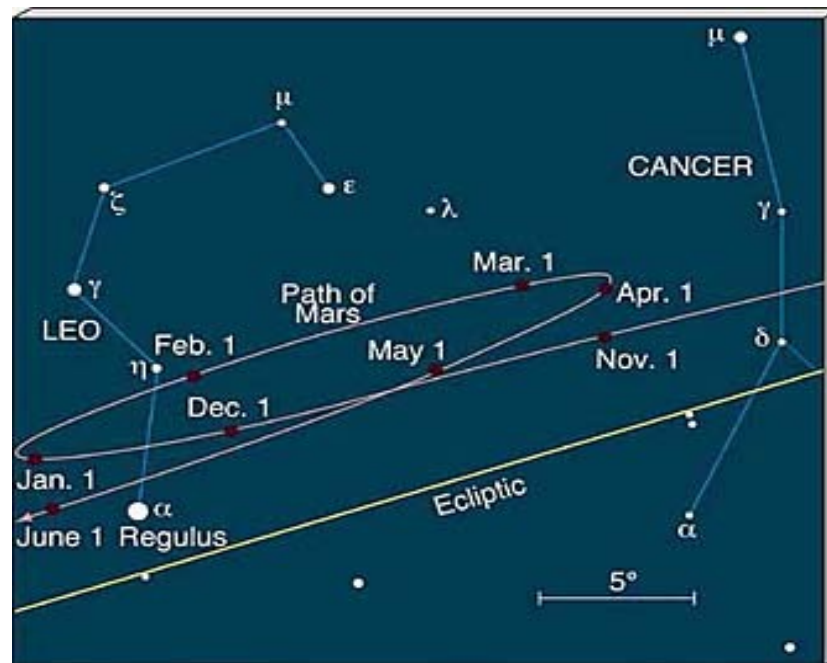 μ
μ
CANCER
ε
ζ
λ
γ
Mar. 1
γ
Path of
Mars
Apr. 1
LEO
Feb. 1
May 1
δ
Nov. 1
η
Dec. 1
Jan. 1
Ecliptic
α
α
June 1 Regulus
5°